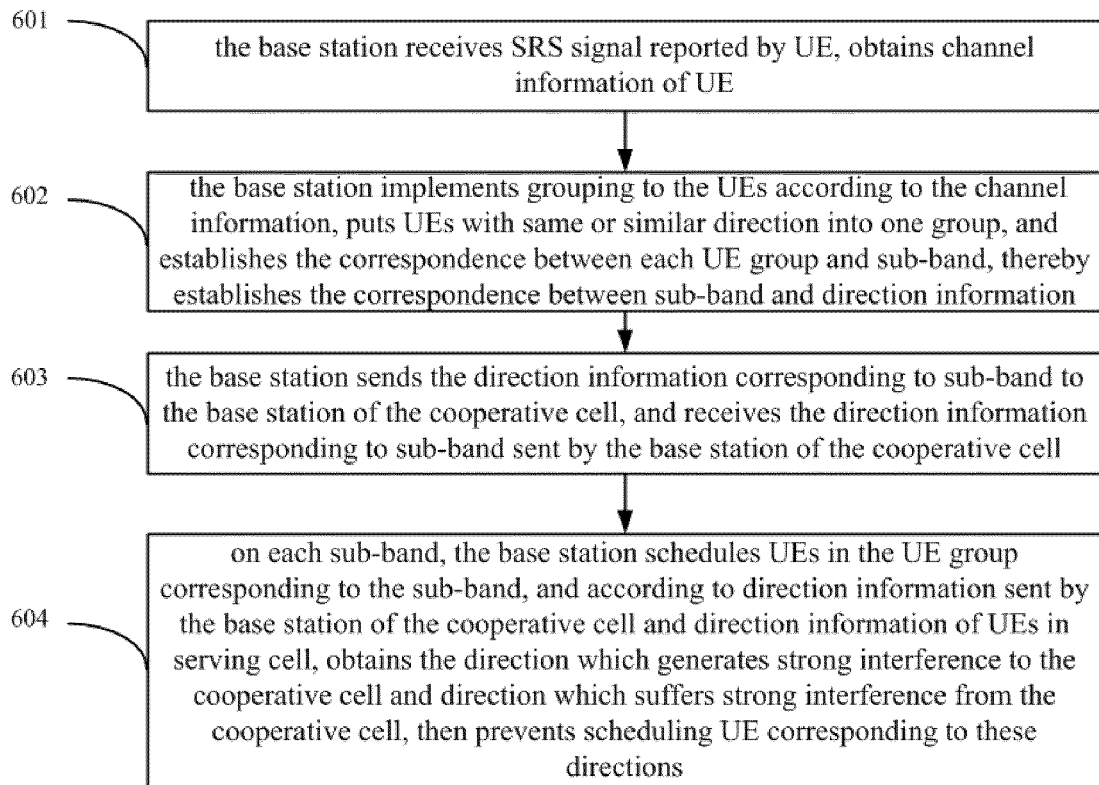 601
the base station receives SRS signal reported by UE, obtains channel
information of UE
602
the base station implements grouping to the UEs according to the channel
information, puts UEs with same or similar direction into one group, and
establishes the correspondence between each UE group and sub-band, thereby
establishes the correspondence between sub-band and direction information
603
the base station sends the direction information corresponding to sub-band to
the base station of the cooperative cell, and receives the direction information
corresponding to sub-band sent by the base station of the cooperative cell
604
on each sub-band, the base station schedules UEs in the UE group
corresponding to the sub-band, and according to direction information sent by
the base station of the cooperative cell and direction information of UEs in
serving cell, obtains the direction which generates strong interference to the
cooperative cell and direction which suffers strong interference from the
cooperative cell, then prevents scheduling UE corresponding to these
directions